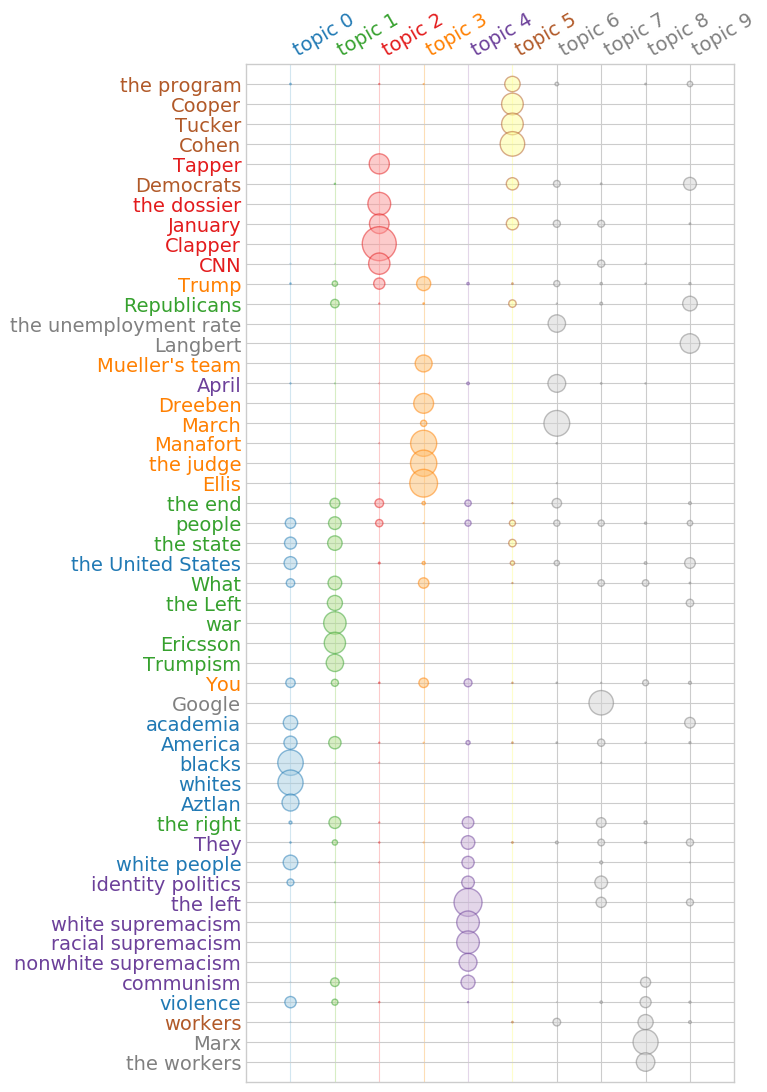 topic 0
topic 1
topic 2
topic 3
topic 4
topic 5
topic 6
topic 7
topic 8
topic 9
the program
Cooper
Tucker
Cohen
Tapper
Democrats
the dossier
January
Clapper
CNN
Trump
Republicans
the unemployment rate
Langbert
Mueller's team
April
Dreeben
March
Manafort
the judge
Ellis
the end
people
the state
the United States
What
the Left
war
Ericsson
Trumpism
You
Google
academia
America
blacks
whites
Aztlan
the right
They
white people
identity politics
the left
white supremacism
racial supremacism
nonwhite supremacism
communism
violence
workers
Marx
the workers